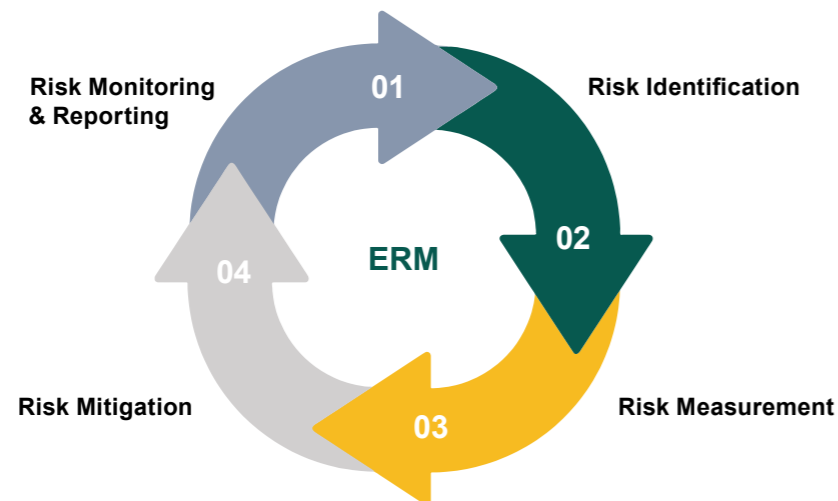 Risk Monitoring
& Reporting
01
Risk Identification
02
ERM
04
Risk Mitigation
03
Risk Measurement